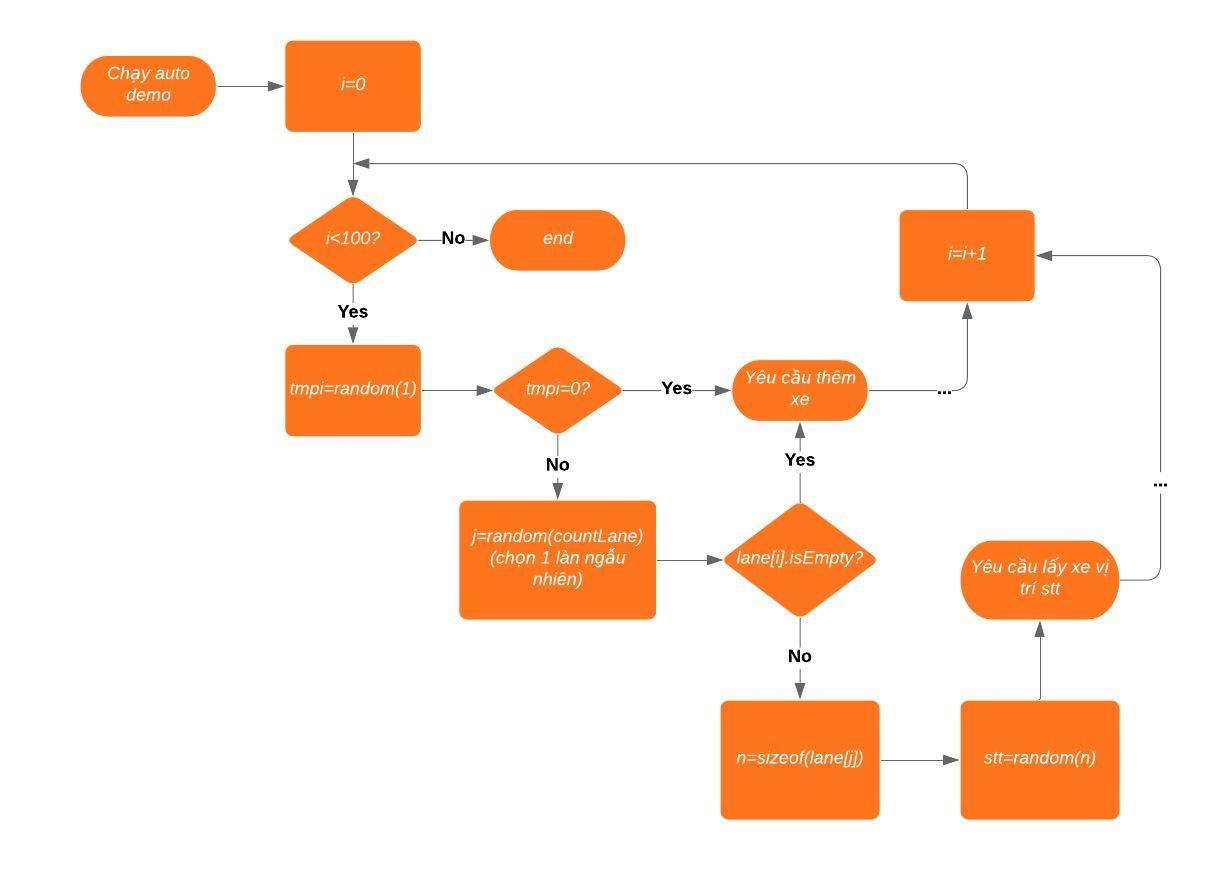 Chạy auto
demo
i=0
i<100?
No
end
i=i+1
Yes
tmpi=random(1)
tmpi=0?
Yes
Yêu cầu thêm
xe
...
No
Yes
j=random(countLane)
(chọn 1 làn ngẫu
nhiên)
lane[i].isEmpty?
...
Yêu cầu lấy xe vị
trí stt
No
n=sizeof(lane[j])
stt=random(n)